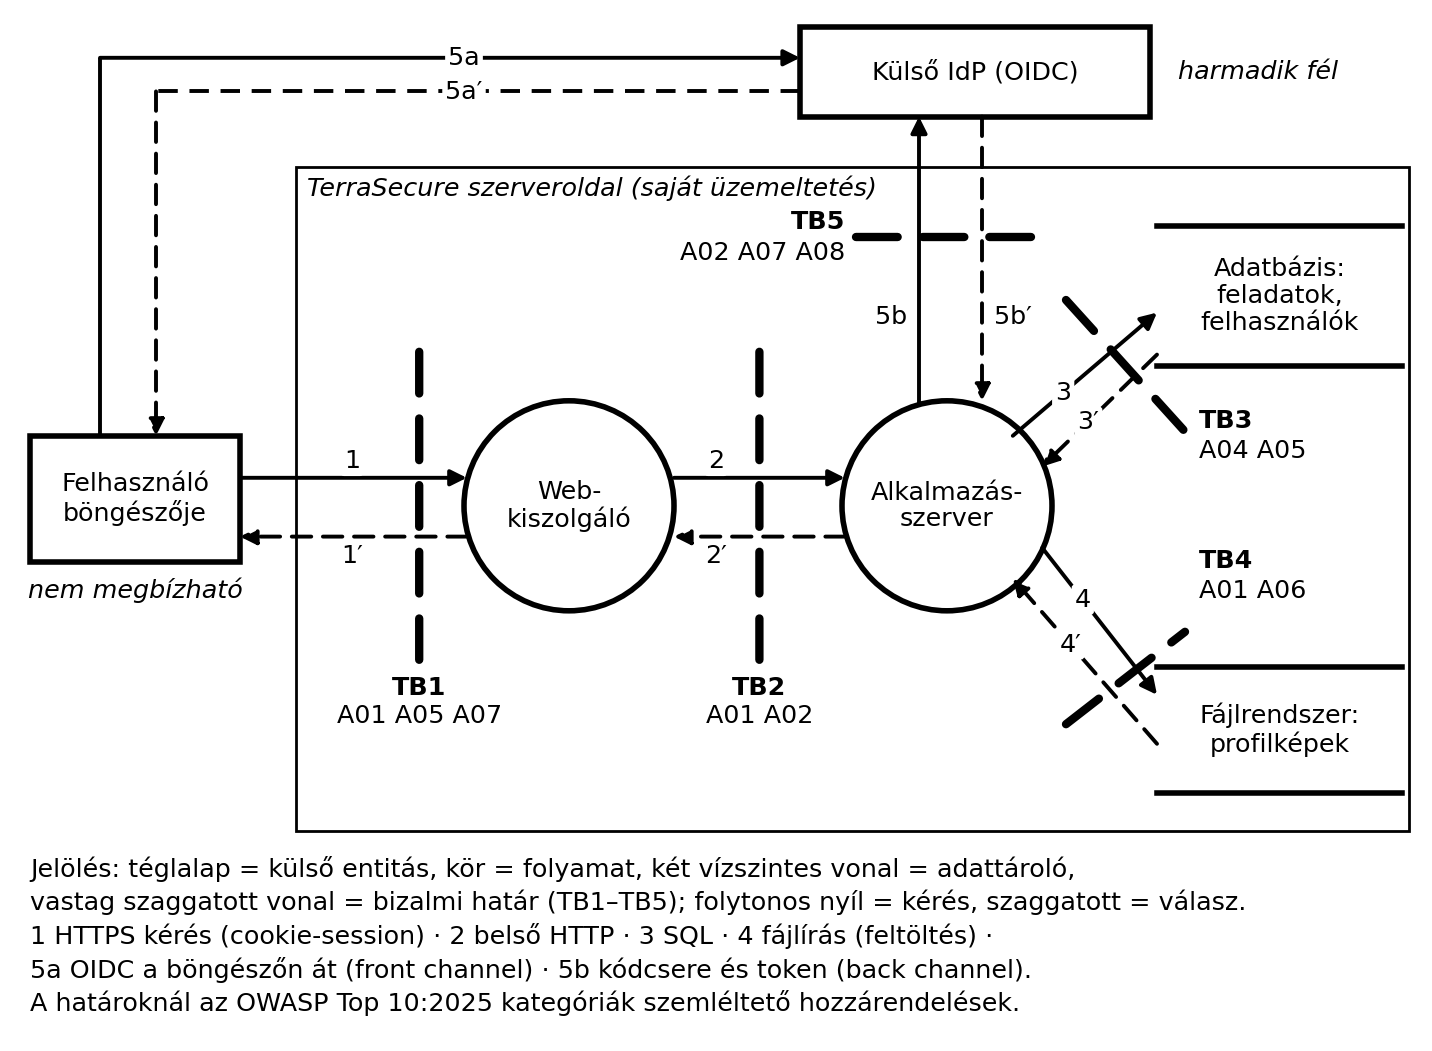 5a
5a′
Külső IdP (OIDC)
harmadik fél
TerraSecure szerveroldal (saját üzemeltetés)
TB5
A02 A07 A08
5b
5b′
Adatbázis:
feladatok,
felhasználók
3
3′
TB3
A04 A05
Felhasználó
böngészője
nem megbízható
1
1′
Web-
kiszolgáló
2
2′
Alkalmazás-
szerver
TB4
A01 A06
4
4′
TB1
A01 A05 A07
TB2
A01 A02
Fájlrendszer:
profilképek
Jelölés: téglalap = külső entitás, kör = folyamat, két vízszintes vonal = adattároló,
vastag szaggatott vonal = bizalmi határ (TB1–TB5); folytonos nyíl = kérés, szaggatott = válasz.
1 HTTPS kérés (cookie-session) · 2 belső HTTP · 3 SQL · 4 fájlírás (feltöltés) ·
5a OIDC a böngészőn át (front channel) · 5b kódcsere és token (back channel).
A határoknál az OWASP Top 10:2025 kategóriák szemléltető hozzárendelések.